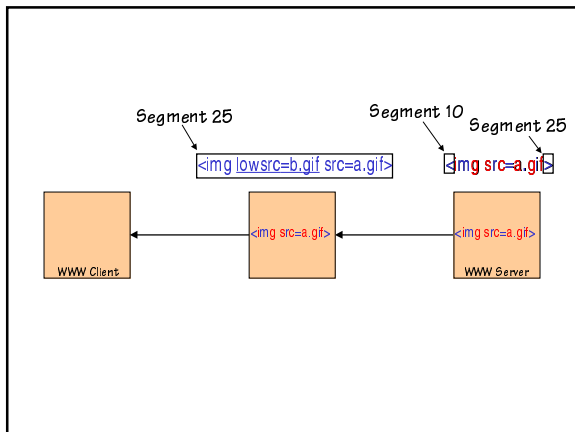 Segment 25
Segment 10
Segment 25
<img lowsrc=b.gif src=a.gif>
<img src=a.gif>
<img src=a.gif>
<img src=a.gif>
WWW Client
WWW Server